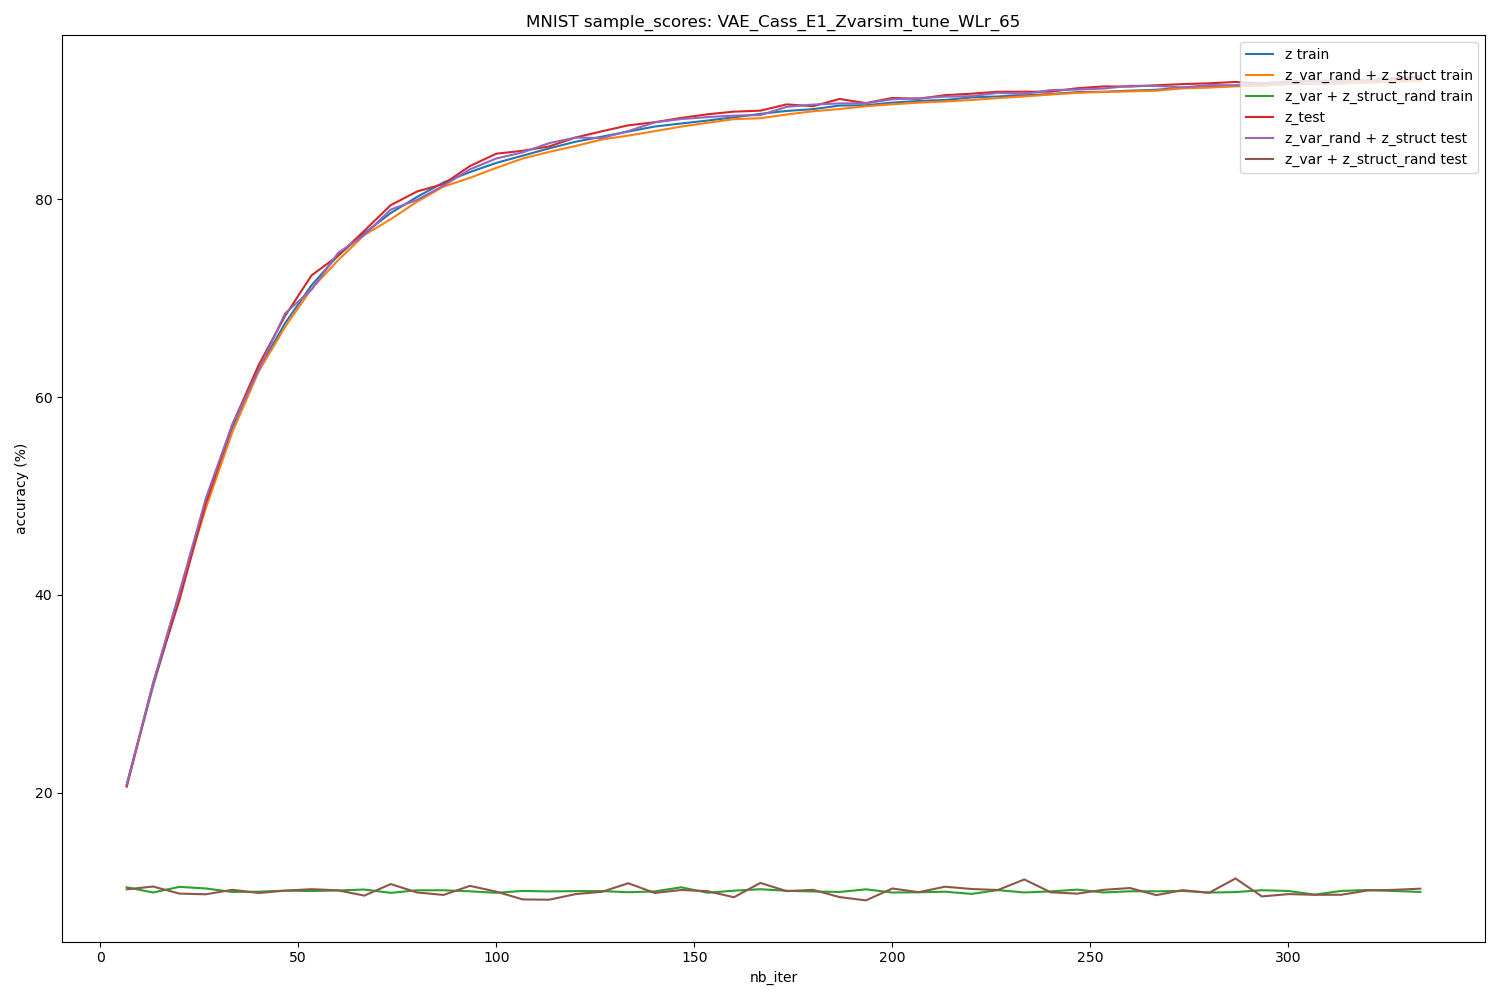 MNIST sample_scores: VAE_Cass_E1_Zvarsim_tune_WLr_65
z train
z_var_rand + z_struct train
z_var + z_struct_rand train
z_test
z_var_rand + z_struct test
z_var + z_struct_rand test
accuracy (%)
80
60
40
20
0 50 100 150 200 250 300
nb_iter